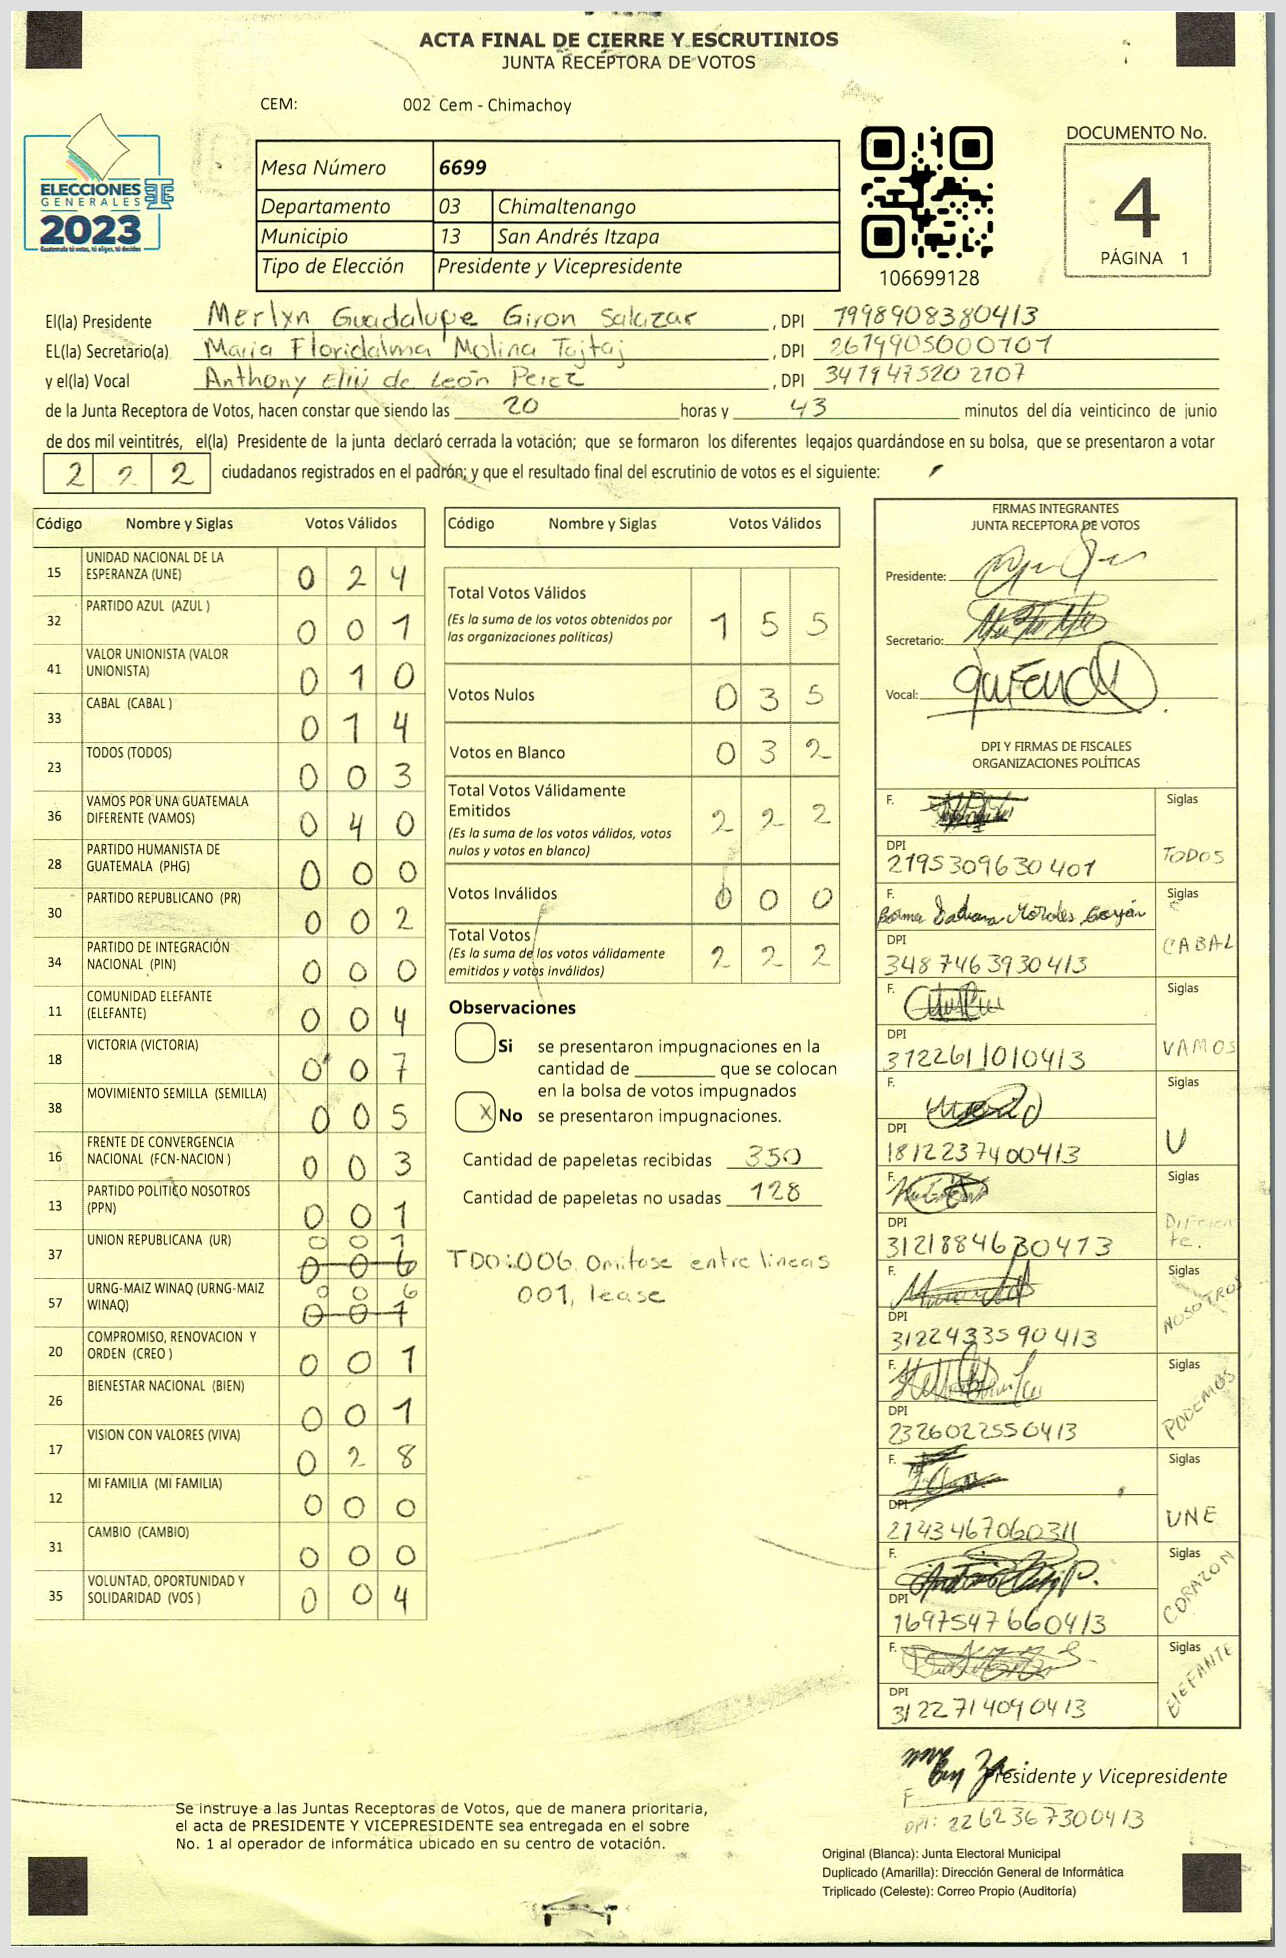 ACTA FINAL DE CIERRE Y ESCRUTINIOS
JUNTA RECEPTORA DE VOTOS
CEM: 002 Cem - Chimachoy
ELECCIONES
GENERALES
2023
Guatemala tú votas, tú eliges, tú decides
Mesa Número 6699
Departamento 03 Chimaltenango
Municipio 13 San Andrés Itzapa
Tipo de Elección Presidente y Vicepresidente
106699128
DOCUMENTO No.
4
PÁGINA 1
El(la) Presidente Merlyn Guadalupe Giron Salazar, DPI 7998908380413
EL(la) Secretario(a) Maria Floridalma Molina Tajtaj, DPI 2619905000101
y el(la) Vocal Anthony Eliú de León Perez, DPI 3419475202107
de la Junta Receptora de Votos, hacen constar que siendo las 20 horas y 43 minutos del día veinticinco de junio
de dos mil veintitrés, el(la) Presidente de la junta declaró cerrada la votación; que se formaron los diferentes legajos quardándose en su bolsa, que se presentaron a votar
2 2 2 ciudadanos registrados en el padrón; y que el resultado final del escrutinio de votos es el siguiente:
Código Nombre y Siglas Votos Válidos
15 UNIDAD NACIONAL DE LA
ESPERANZA (UNE) 0 2 4
32 PARTIDO AZUL (AZUL ) 0 0 1
41 VALOR UNIONISTA (VALOR
UNIONISTA) 0 1 0
33 CABAL (CABAL ) 0 1 4
23 TODOS (TODOS) 0 0 3
36 VAMOS POR UNA GUATEMALA
DIFERENTE (VAMOS) 0 4 0
28 PARTIDO HUMANISTA DE
GUATEMALA (PHG) 0 0 0
30 PARTIDO REPUBLICANO (PR) 0 0 2
34 PARTIDO DE INTEGRACIÓN
NACIONAL (PIN) 0 0 0
11 COMUNIDAD ELEFANTE
(ELEFANTE) 0 0 4
18 VICTORIA (VICTORIA) 0 0 7
38 MOVIMIENTO SEMILLA (SEMILLA) 0 0 5
16 FRENTE DE CONVERGENCIA
NACIONAL (FCN-NACION ) 0 0 3
13 PARTIDO POLITICO NOSOTROS
(PPN) 0 0 1
37 UNION REPUBLICANA (UR) 0 0 1
0 0 6
57 URNG-MAIZ WINAQ (URNG-MAIZ
WINAQ) 0 0 6
0 0 1
20 COMPROMISO, RENOVACION Y
ORDEN (CREO ) 0 0 1
26 BIENESTAR NACIONAL (BIEN) 0 0 1
17 VISION CON VALORES (VIVA) 0 2 8
12 MI FAMILIA (MI FAMILIA) 0 0 0
31 CAMBIO (CAMBIO) 0 0 0
35 VOLUNTAD, OPORTUNIDAD Y
SOLIDARIDAD (VOS ) 0 0 4
Código Nombre y Siglas Votos Válidos
Total Votos Válidos
(Es la suma de los votos obtenidos por
las organizaciones políticas) 1 5 5
Votos Nulos 0 3 5
Votos en Blanco 0 3 2
Total Votos Válidamente
Emitidos
(Es la suma de los votos válidos, votos
nulos y votos en blanco) 2 2 2
Votos Inválidos 0 0 0
Total Votos
(Es la suma de los votos válidamente
emitidos y votos inválidos) 2 2 2
Observaciones
Si se presentaron impugnaciones en la
cantidad de ________ que se colocan
en la bolsa de votos impugnados
X No se presentaron impugnaciones.
Cantidad de papeletas recibidas 350
Cantidad de papeletas no usadas 128
TDO:006. Omitase entre lineas
001, lease
FIRMAS INTEGRANTES
JUNTA RECEPTORA DE VOTOS
Presidente:
Secretario:
Vocal:
DPI Y FIRMAS DE FISCALES
ORGANIZACIONES POLÍTICAS
F. Siglas
DPI TODOS
2195309630401
F. Siglas
DPI CABAL
3487463930413
F. Siglas
DPI VAMOS
3122611010413
F. Siglas
DPI U
1812237400413
F. Siglas
DPI
3121884630413
F. Siglas
DPI NOSOTROS
3122433590413
F. Siglas
DPI PODEMOS
2326022550413
F. Siglas
DPI UNE
2143467060311
F. Siglas
DPI CORAZON
1697547660413
F. Siglas
DPI ElEFANTE
3122714090413
Presidente y Vicepresidente
F
DPI: 2262367300413
Se instruye a las Juntas Receptoras de Votos, que de manera prioritaria,
el acta de PRESIDENTE Y VICEPRESIDENTE sea entregada en el sobre
No. 1 al operador de informática ubicado en su centro de votación.
Original (Blanca): Junta Electoral Municipal
Duplicado (Amarilla): Dirección General de Informática
Triplicado (Celeste): Correo Propio (Auditoría)